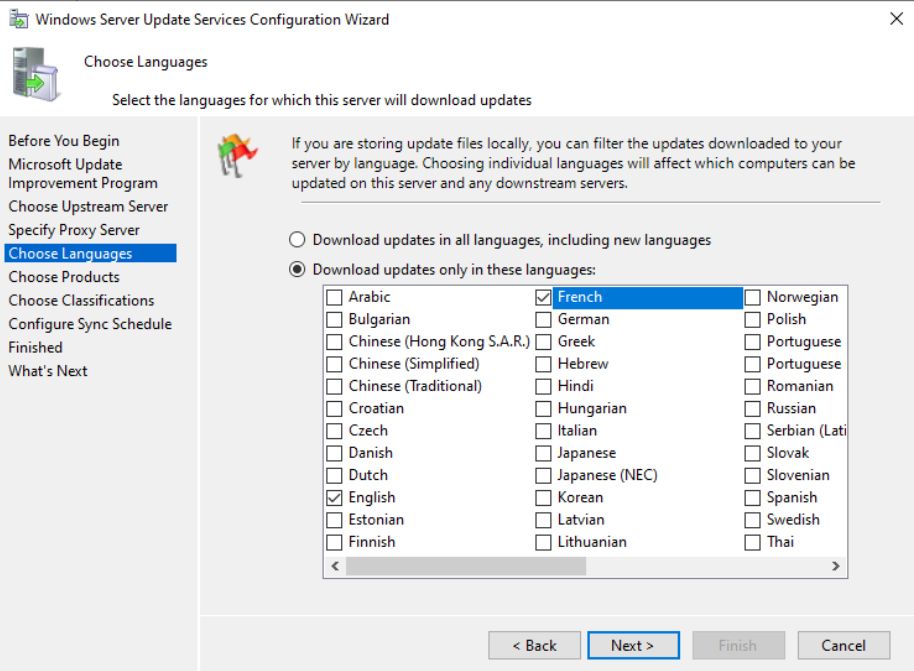 Windows Server Update Services Configuration Wizard
Choose Languages
Select the languages for which this server will download updates
Before You Begin
Microsoft Update
Improvement Program
Choose Upstream Server
Specify Proxy Server
Choose Languages
Choose Products
Choose Classifications
Configure Sync Schedule
Finished
What's Next
If you are storing update files locally, you can filter the updates downloaded to your
server by language. Choosing individual languages will affect which computers can be
updated on this server and any downstream servers.
Download updates in all languages, including new languages
Download updates only in these languages:
Arabic
Bulgarian
Chinese (Hong Kong S.A.R.)
Chinese (Simplified)
Chinese (Traditional)
Croatian
Czech
Danish
Dutch
English
Estonian
Finnish
French
German
Greek
Hebrew
Hindi
Hungarian
Italian
Japanese
Japanese (NEC)
Korean
Latvian
Lithuanian
Norwegian
Polish
Portuguese
Portuguese
Romanian
Russian
Serbian (Lati
Slovak
Slovenian
Spanish
Swedish
Thai
< Back
Next >
Finish
Cancel